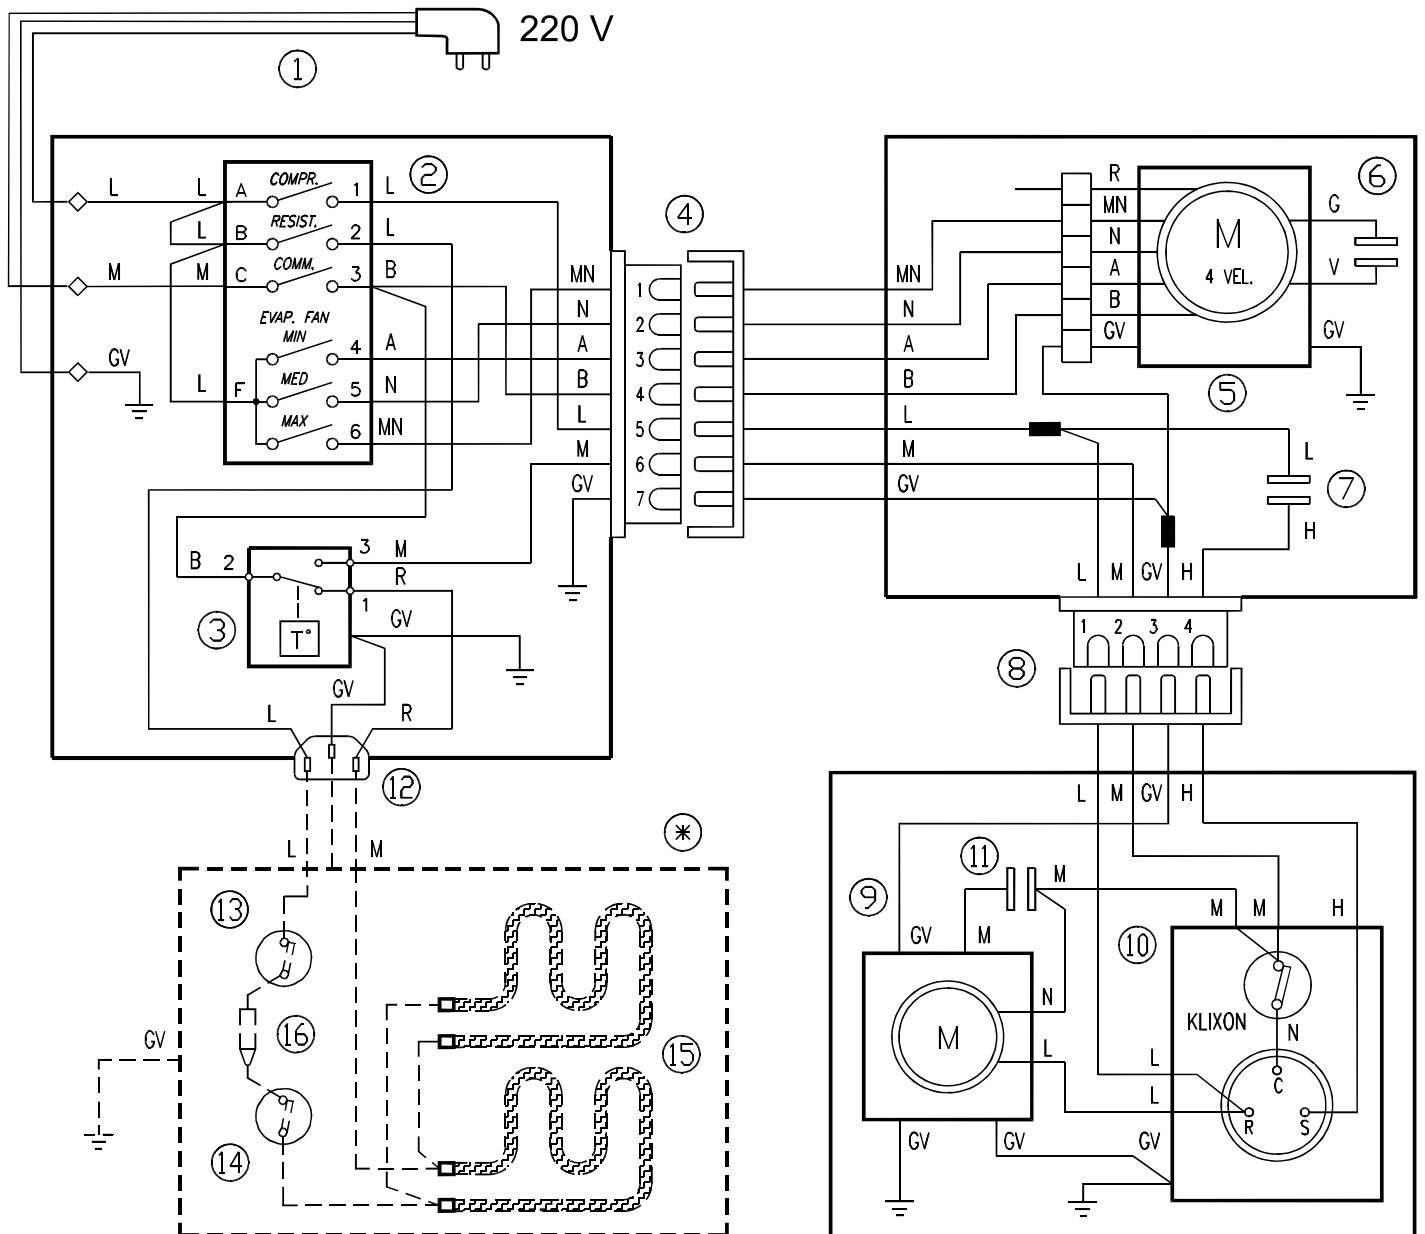 220 V
1
L L A COMPR. 1 L
2
L B RESIST. 2 L
M M C COMM. 3 B
EVAP. FAN
MIN
GV 4 A
L F MED 5 N
MAX 6 MN
4
MN 1
N 2
A 3
B 4
L 5
M 6
GV 7
B 2 3 M
R
1
GV
3
T°
GV
L R
12
R
MN
N
A
B
GV
M
4 VEL.
G
V
6
GV
5
MN
N
A
B
L
M
GV
L
7
H
L M GV H
1 2 3 4
8
L M GV H
*
L M
13
16
GV
15
14
11
M
9
GV M
M
N
L
GV GV GV
10
M M H
KLIXON
N
L
C
L
R S